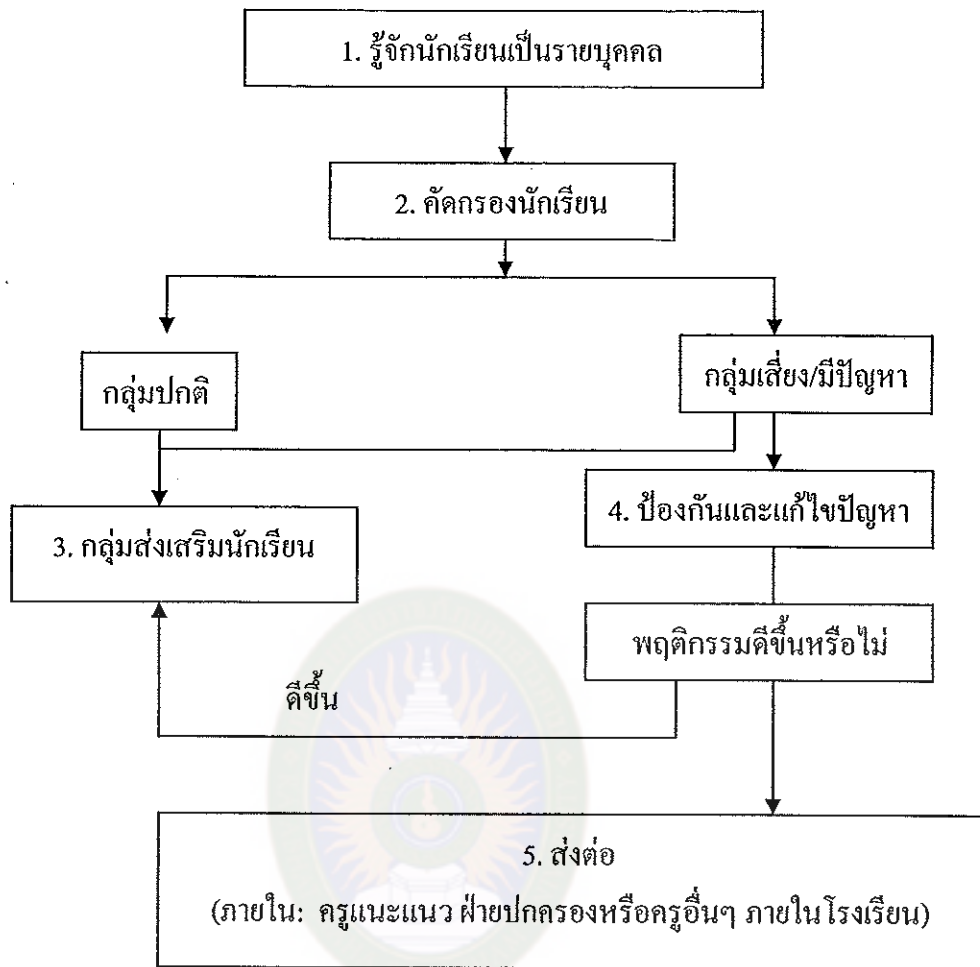 1. รู้จักนักเรียนเป็นรายบุคคล
2. คัดกรองนักเรียน
กลุ่มปกติ
กลุ่มเสี่ยง/มีปัญหา
3. กลุ่มส่งเสริมนักเรียน
4. ป้องกันและแก้ไขปัญหา
พฤติกรรมดีขึ้นหรือไม่
ดีขึ้น
5. ส่งต่อ
(ภายใน: ครูแนะแนว ฝ่ายปกครองหรือครูอื่นๆ ภายในโรงเรียน)